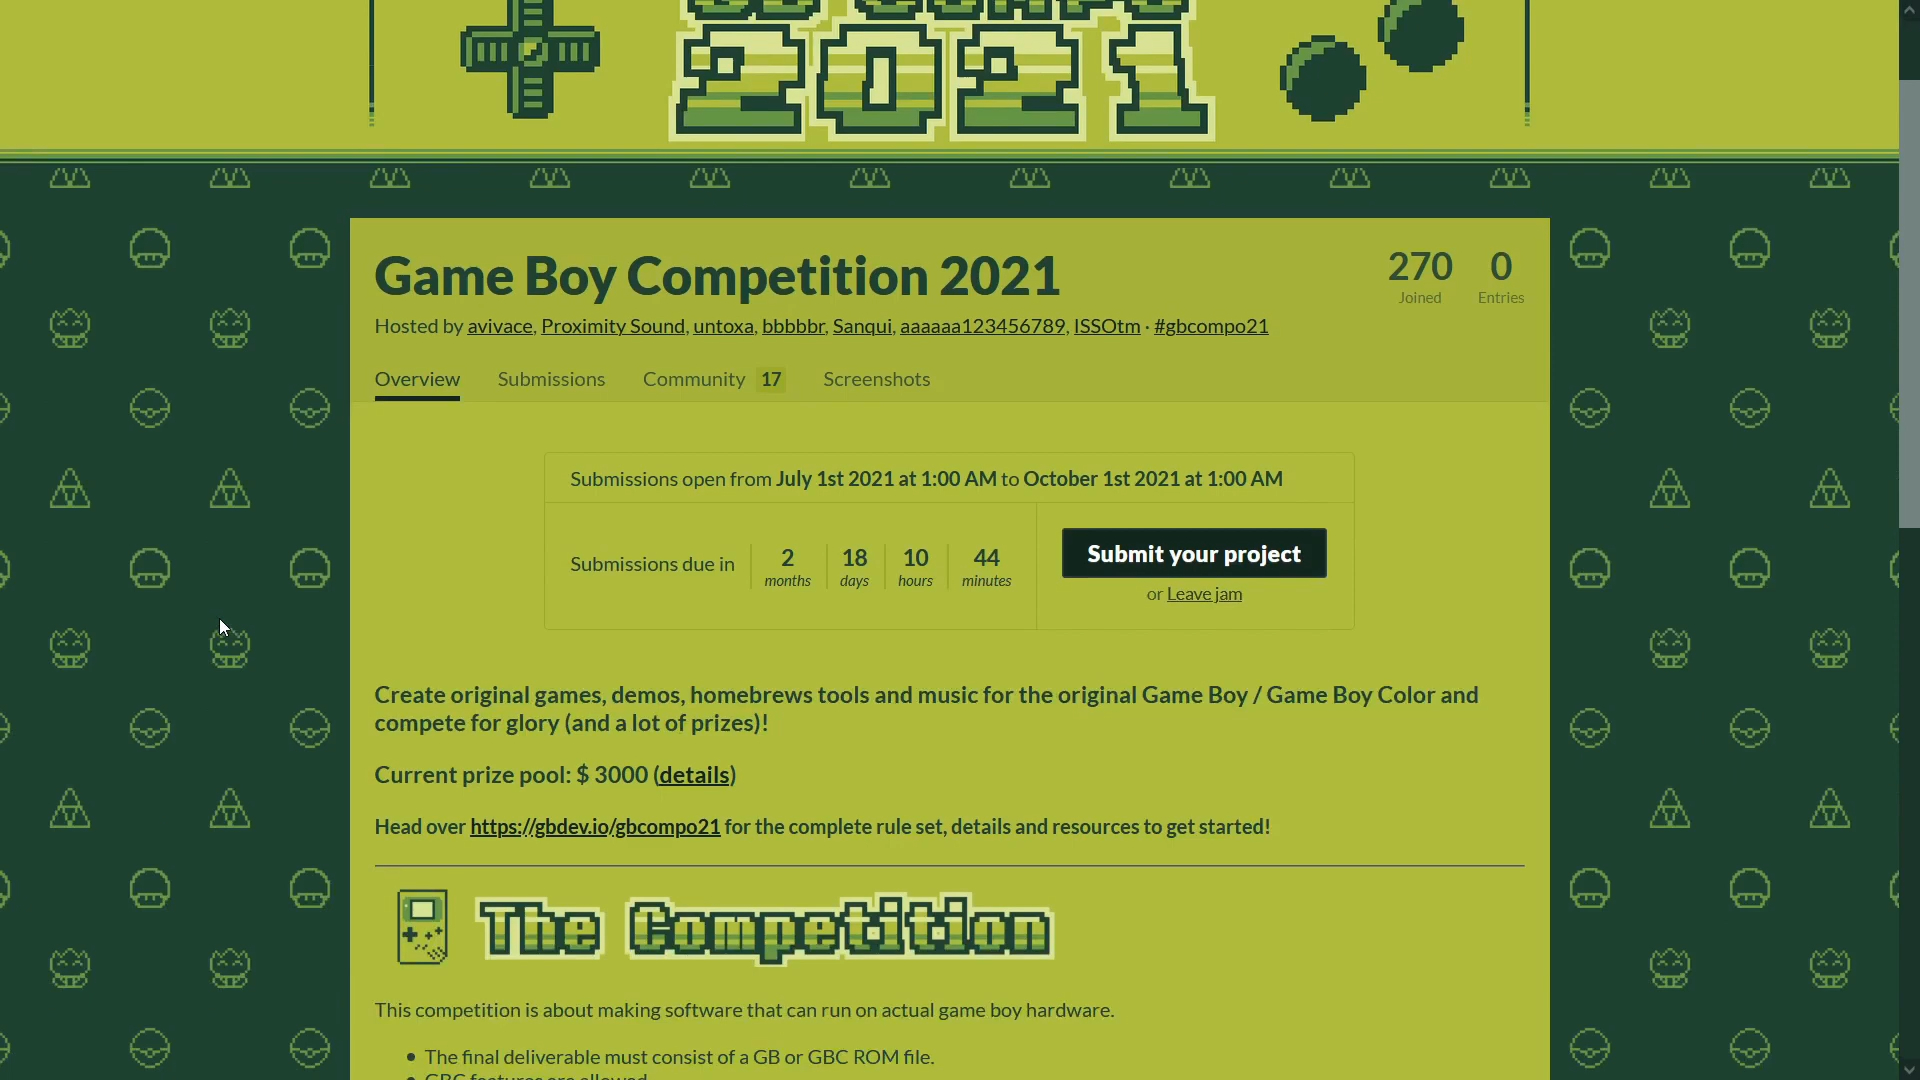 2021
Game Boy Competition 2021
270 0
Joined Entries
Hosted by avivace, Proximity Sound, untoxa, bbbbbr, Sanqui, aaaaaa123456789, ISSOtm · #gbcompo21
Overview Submissions Community 17 Screenshots
Submissions open from July 1st 2021 at 1:00 AM to October 1st 2021 at 1:00 AM
Submissions due in 2 months 18 days 10 hours 44 minutes
Submit your project
or Leave jam
Create original games, demos, homebrews tools and music for the original Game Boy / Game Boy Color and
compete for glory (and a lot of prizes)!
Current prize pool: $ 3000 (details)
Head over https://gbdev.io/gbcompo21 for the complete rule set, details and resources to get started!
The Competition
This competition is about making software that can run on actual game boy hardware.
• The final deliverable must consist of a GB or GBC ROM file.
• GBC features are allowed